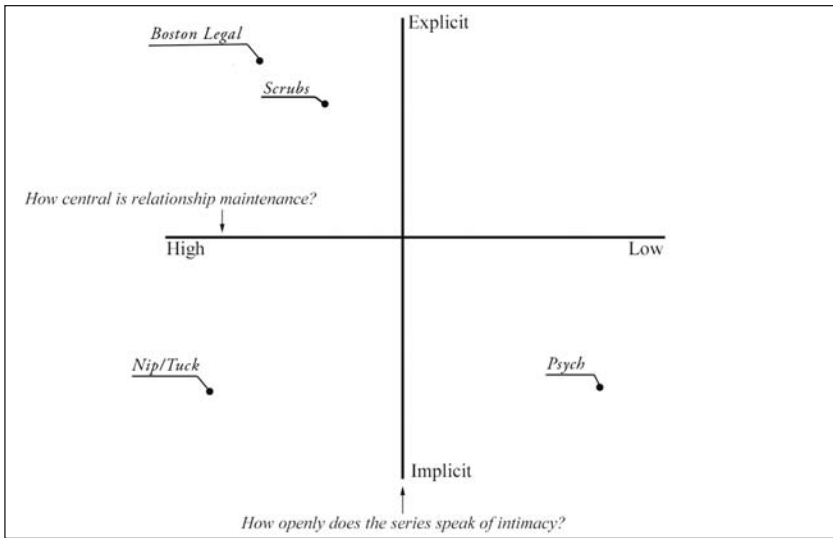 Explicit
Boston Legal
Scrubs
How central is relationship maintenance?
High
Low
Nip/Tuck
Psych
Implicit
How openly does the series speak of intimacy?